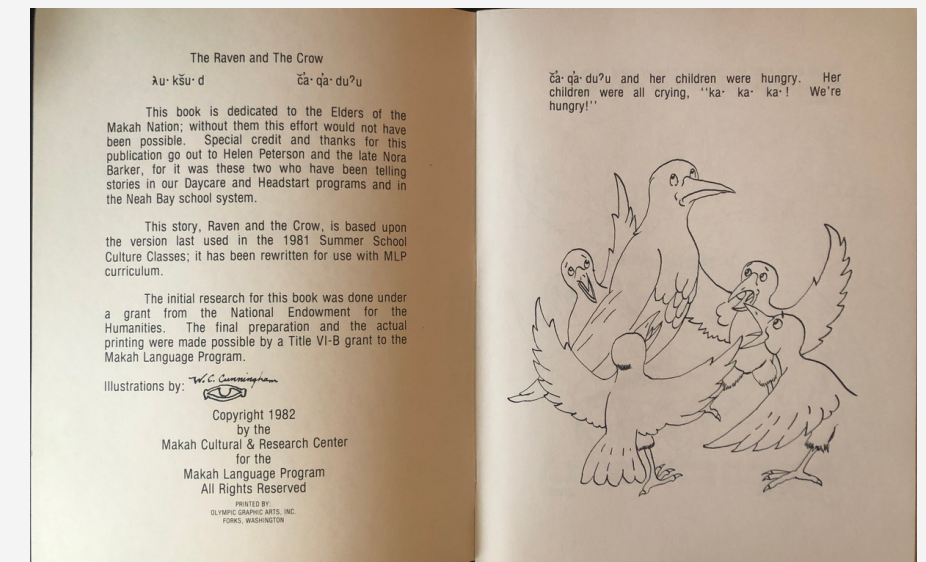 The Raven and The Crow
ƛu· kšu· d č̓a· q̓a· duʔu
This book is dedicated to the Elders of the
Makah Nation; without them this effort would not have
been possible. Special credit and thanks for this
publication go out to Helen Peterson and the late Nora
Barker, for it was these two who have been telling
stories in our Daycare and Headstart programs and in
the Neah Bay school system.
This story, Raven and the Crow, is based upon
the version last used in the 1981 Summer School
Culture Classes; it has been rewritten for use with MLP
curriculum.
The initial research for this book was done under
a grant from the National Endowment for the
Humanities. The final preparation and the actual
printing were made possible by a Title VI-B grant to the
Makah Language Program.
Illustrations by: W. C. Cunningham
Copyright 1982
by the
Makah Cultural & Research Center
for the
Makah Language Program
All Rights Reserved
PRINTED BY:
OLYMPIC GRAPHIC ARTS, INC.
FORKS, WASHINGTON
č̓a· q̓a· duʔu and her children were hungry. Her
children were all crying, "ka· ka· ka·! We're
hungry!"